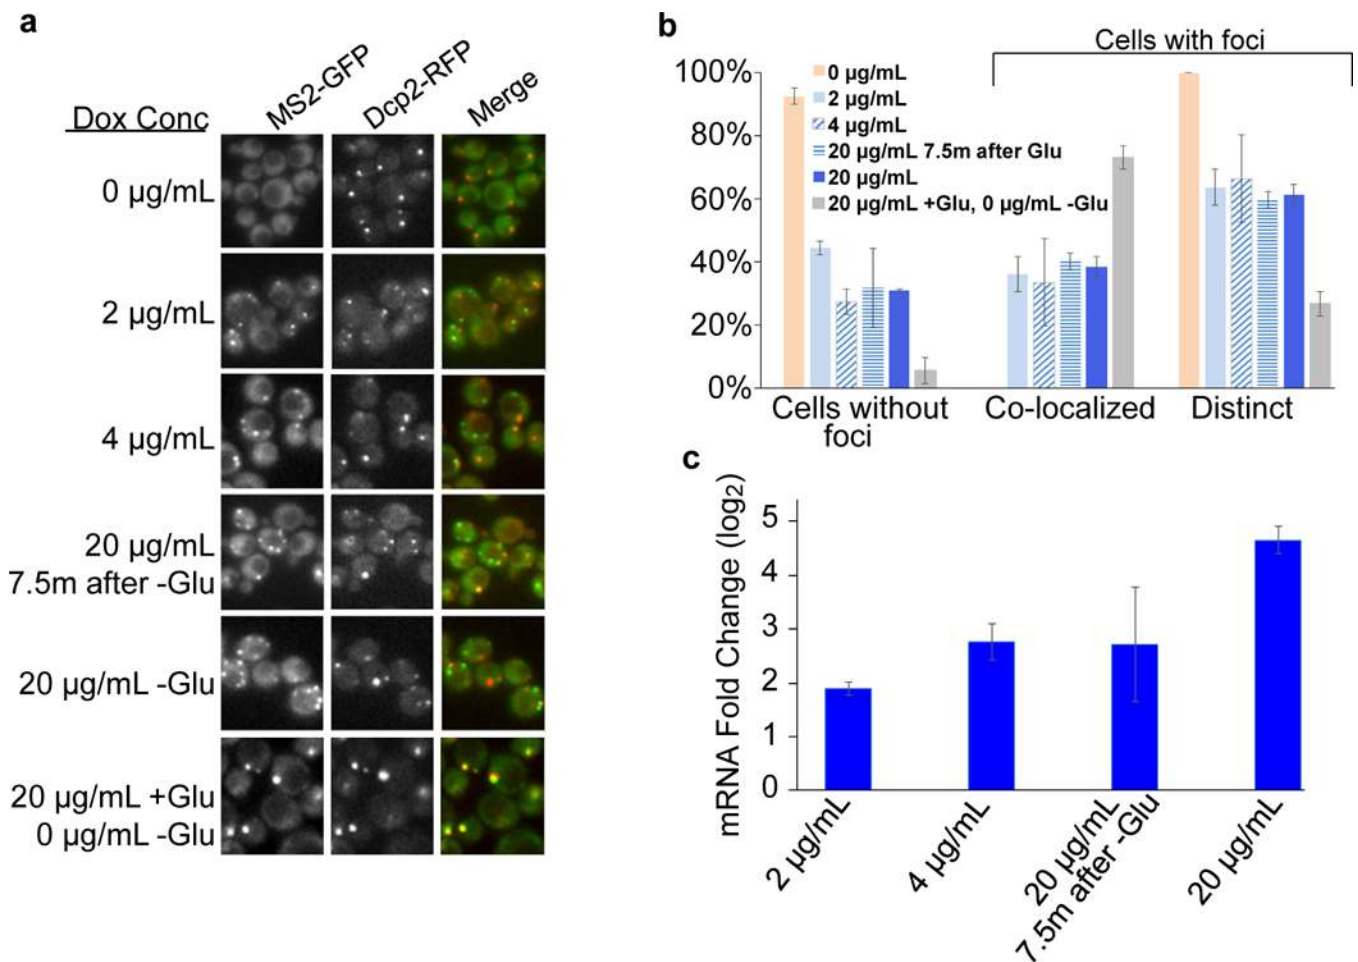 a
MS2-GFP
Dcp2-RFP
Merge
Dox Conc
0 µg/mL
2 µg/mL
4 µg/mL
20 µg/mL
7.5m after -Glu
20 µg/mL -Glu
20 µg/mL +Glu
0 µg/mL -Glu
b
Cells with foci
100%
80%
60%
40%
20%
0%
0 µg/mL
2 µg/mL
4 µg/mL
20 µg/mL 7.5m after Glu
20 µg/mL
20 µg/mL +Glu, 0 µg/mL -Glu
Cells without
foci
Co-localized
Distinct
c
mRNA Fold Change (log2)
5
4
3
2
1
0
2 µg/mL
4 µg/mL
20 µg/mL
7.5m after -Glu
20 µg/mL